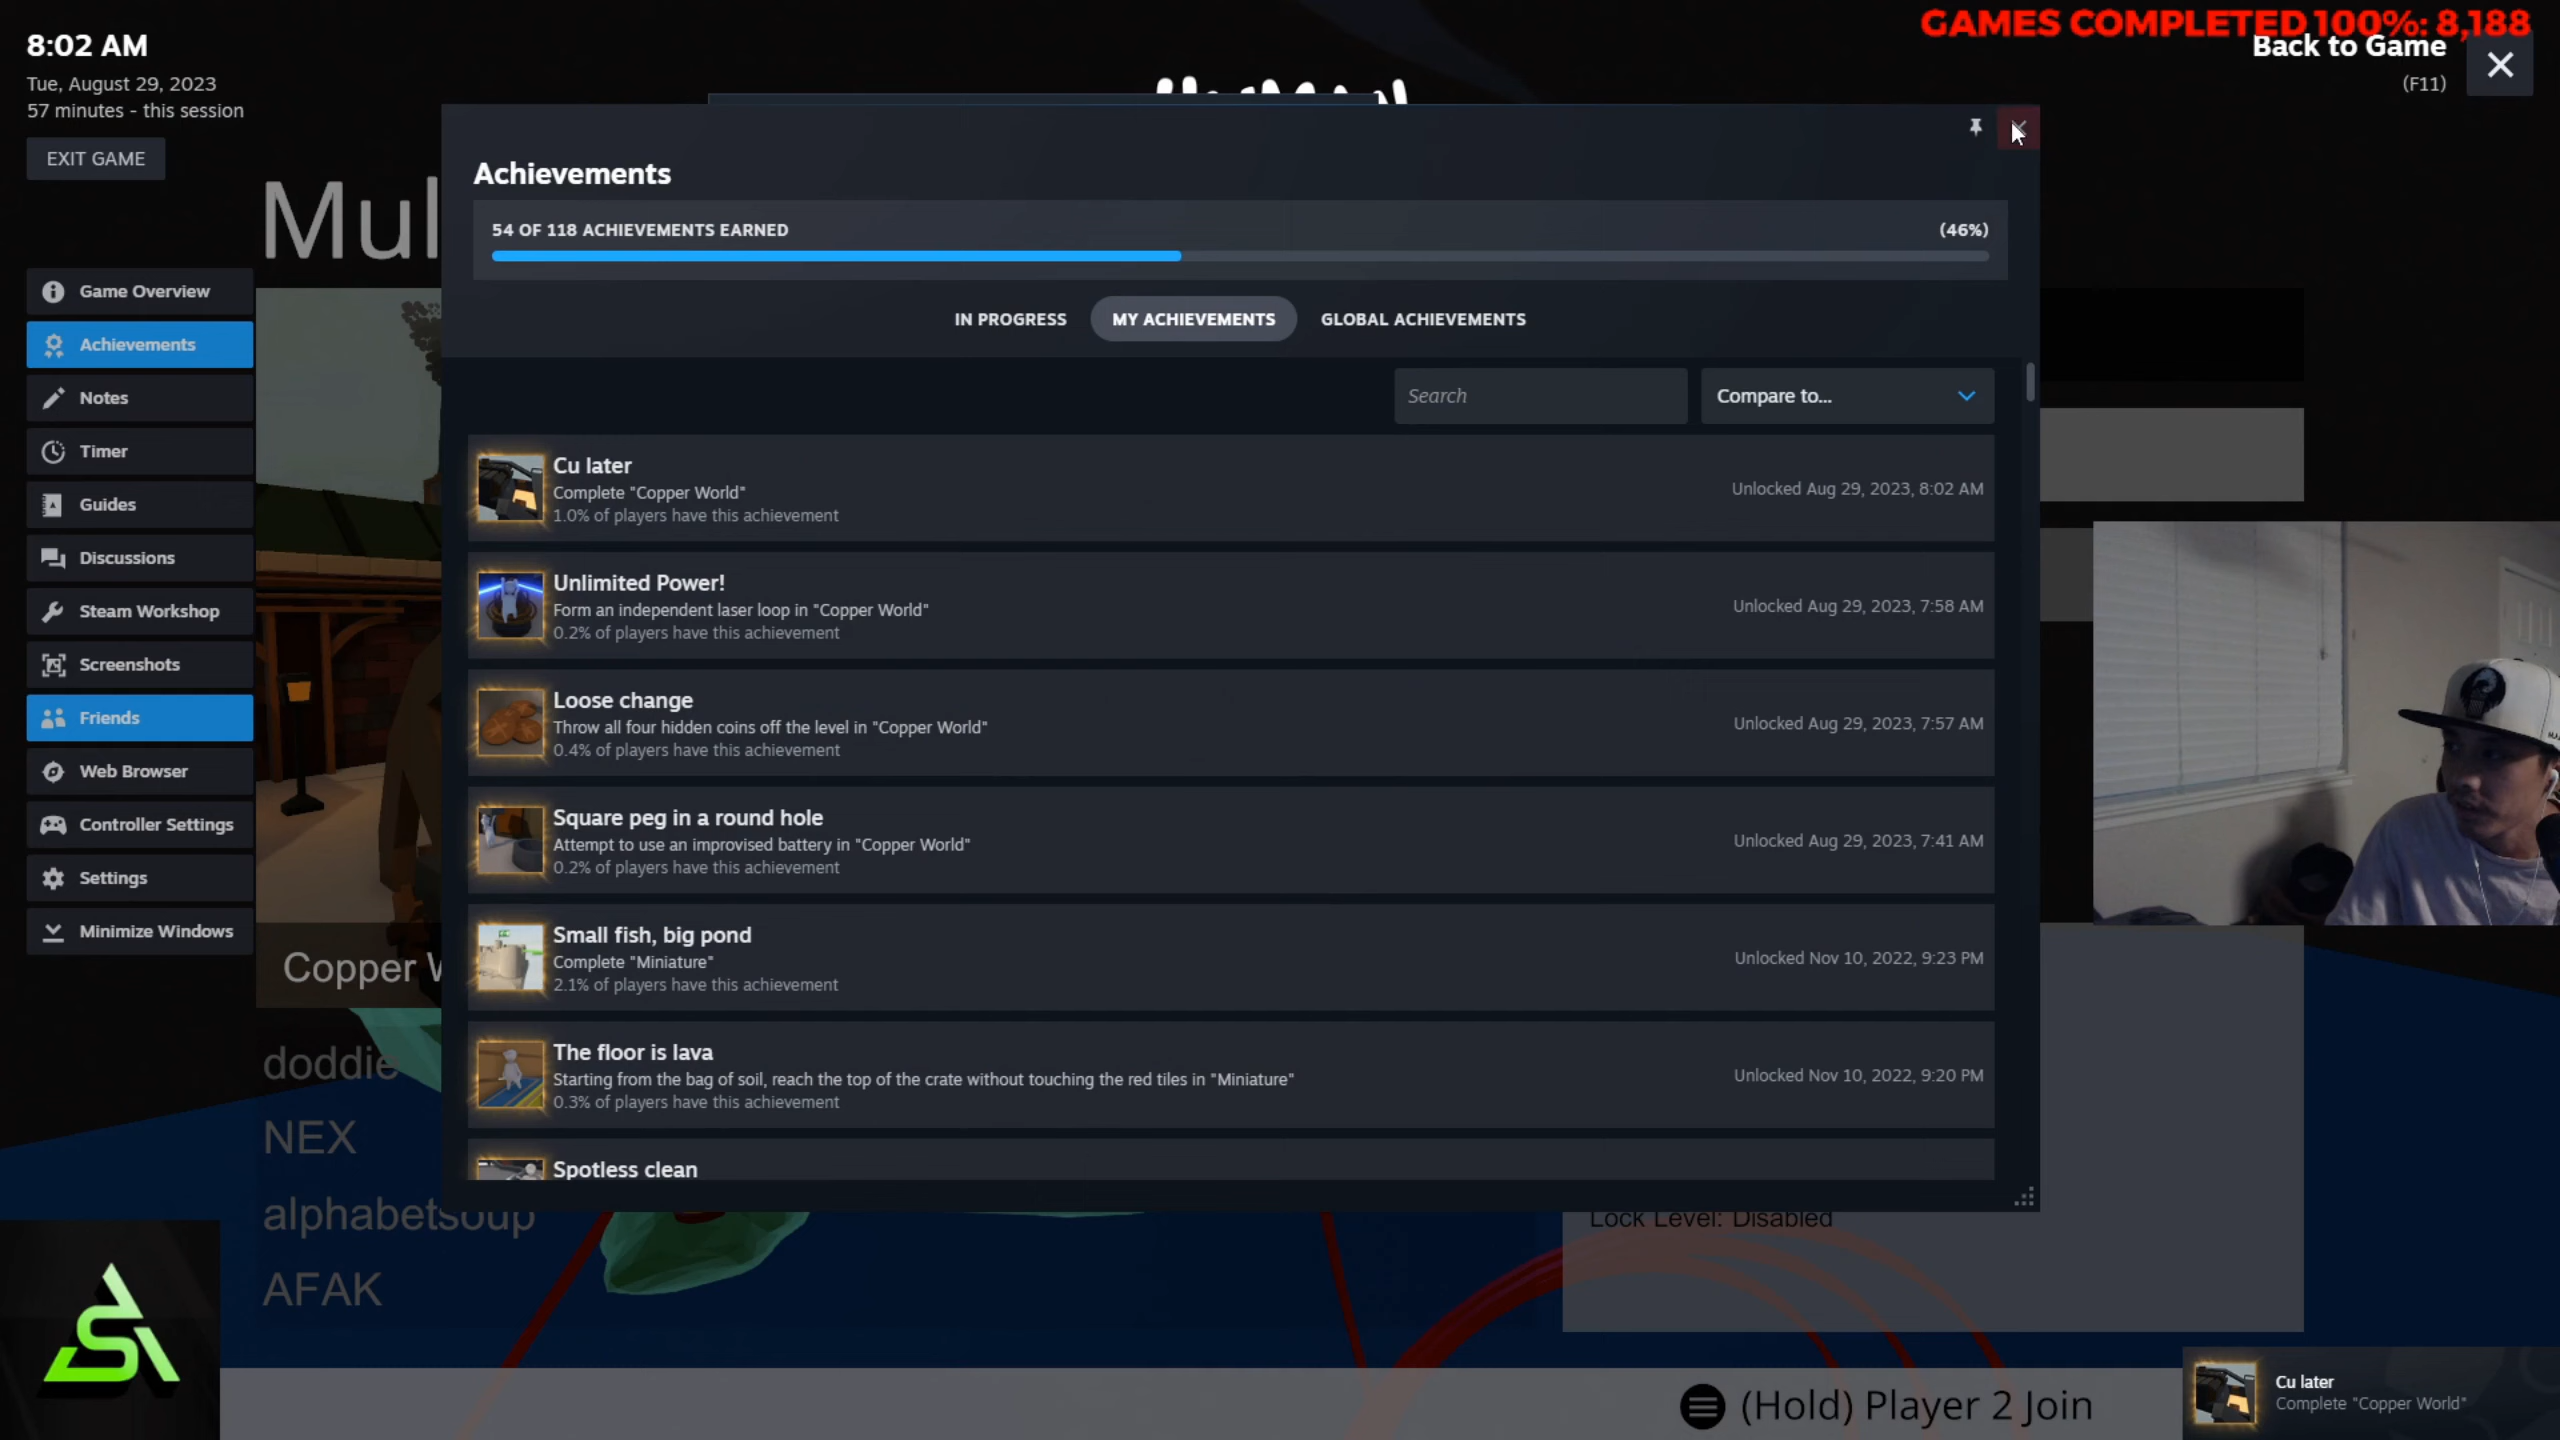 8:02 AM
Tue, August 29, 2023
57 minutes - this session
EXIT GAME
GAMES COMPLETED 100%: 8,188
Back to Game
(F11)
Mul
Game Overview
Achievements
Notes
Timer
Guides
Discussions
Steam Workshop
Screenshots
Friends
Web Browser
Controller Settings
Settings
Minimize Windows
Achievements
54 OF 118 ACHIEVEMENTS EARNED
(46%)
IN PROGRESS
MY ACHIEVEMENTS
GLOBAL ACHIEVEMENTS
Search
Compare to...
Cu later
Complete "Copper World"
1.0% of players have this achievement
Unlocked Aug 29, 2023, 8:02 AM
Unlimited Power!
Form an independent laser loop in "Copper World"
0.2% of players have this achievement
Unlocked Aug 29, 2023, 7:58 AM
Loose change
Throw all four hidden coins off the level in "Copper World"
0.4% of players have this achievement
Unlocked Aug 29, 2023, 7:57 AM
Square peg in a round hole
Attempt to use an improvised battery in "Copper World"
0.2% of players have this achievement
Unlocked Aug 29, 2023, 7:41 AM
Small fish, big pond
Complete "Miniature"
2.1% of players have this achievement
Unlocked Nov 10, 2022, 9:23 PM
The floor is lava
Starting from the bag of soil, reach the top of the crate without touching the red tiles in "Miniature"
0.3% of players have this achievement
Unlocked Nov 10, 2022, 9:20 PM
Spotless clean
Copper W
doddie
NEX
alphabetsoup
AFAK
Lock Level: Disabled
(Hold) Player 2 Join
Cu later
Complete "Copper World"